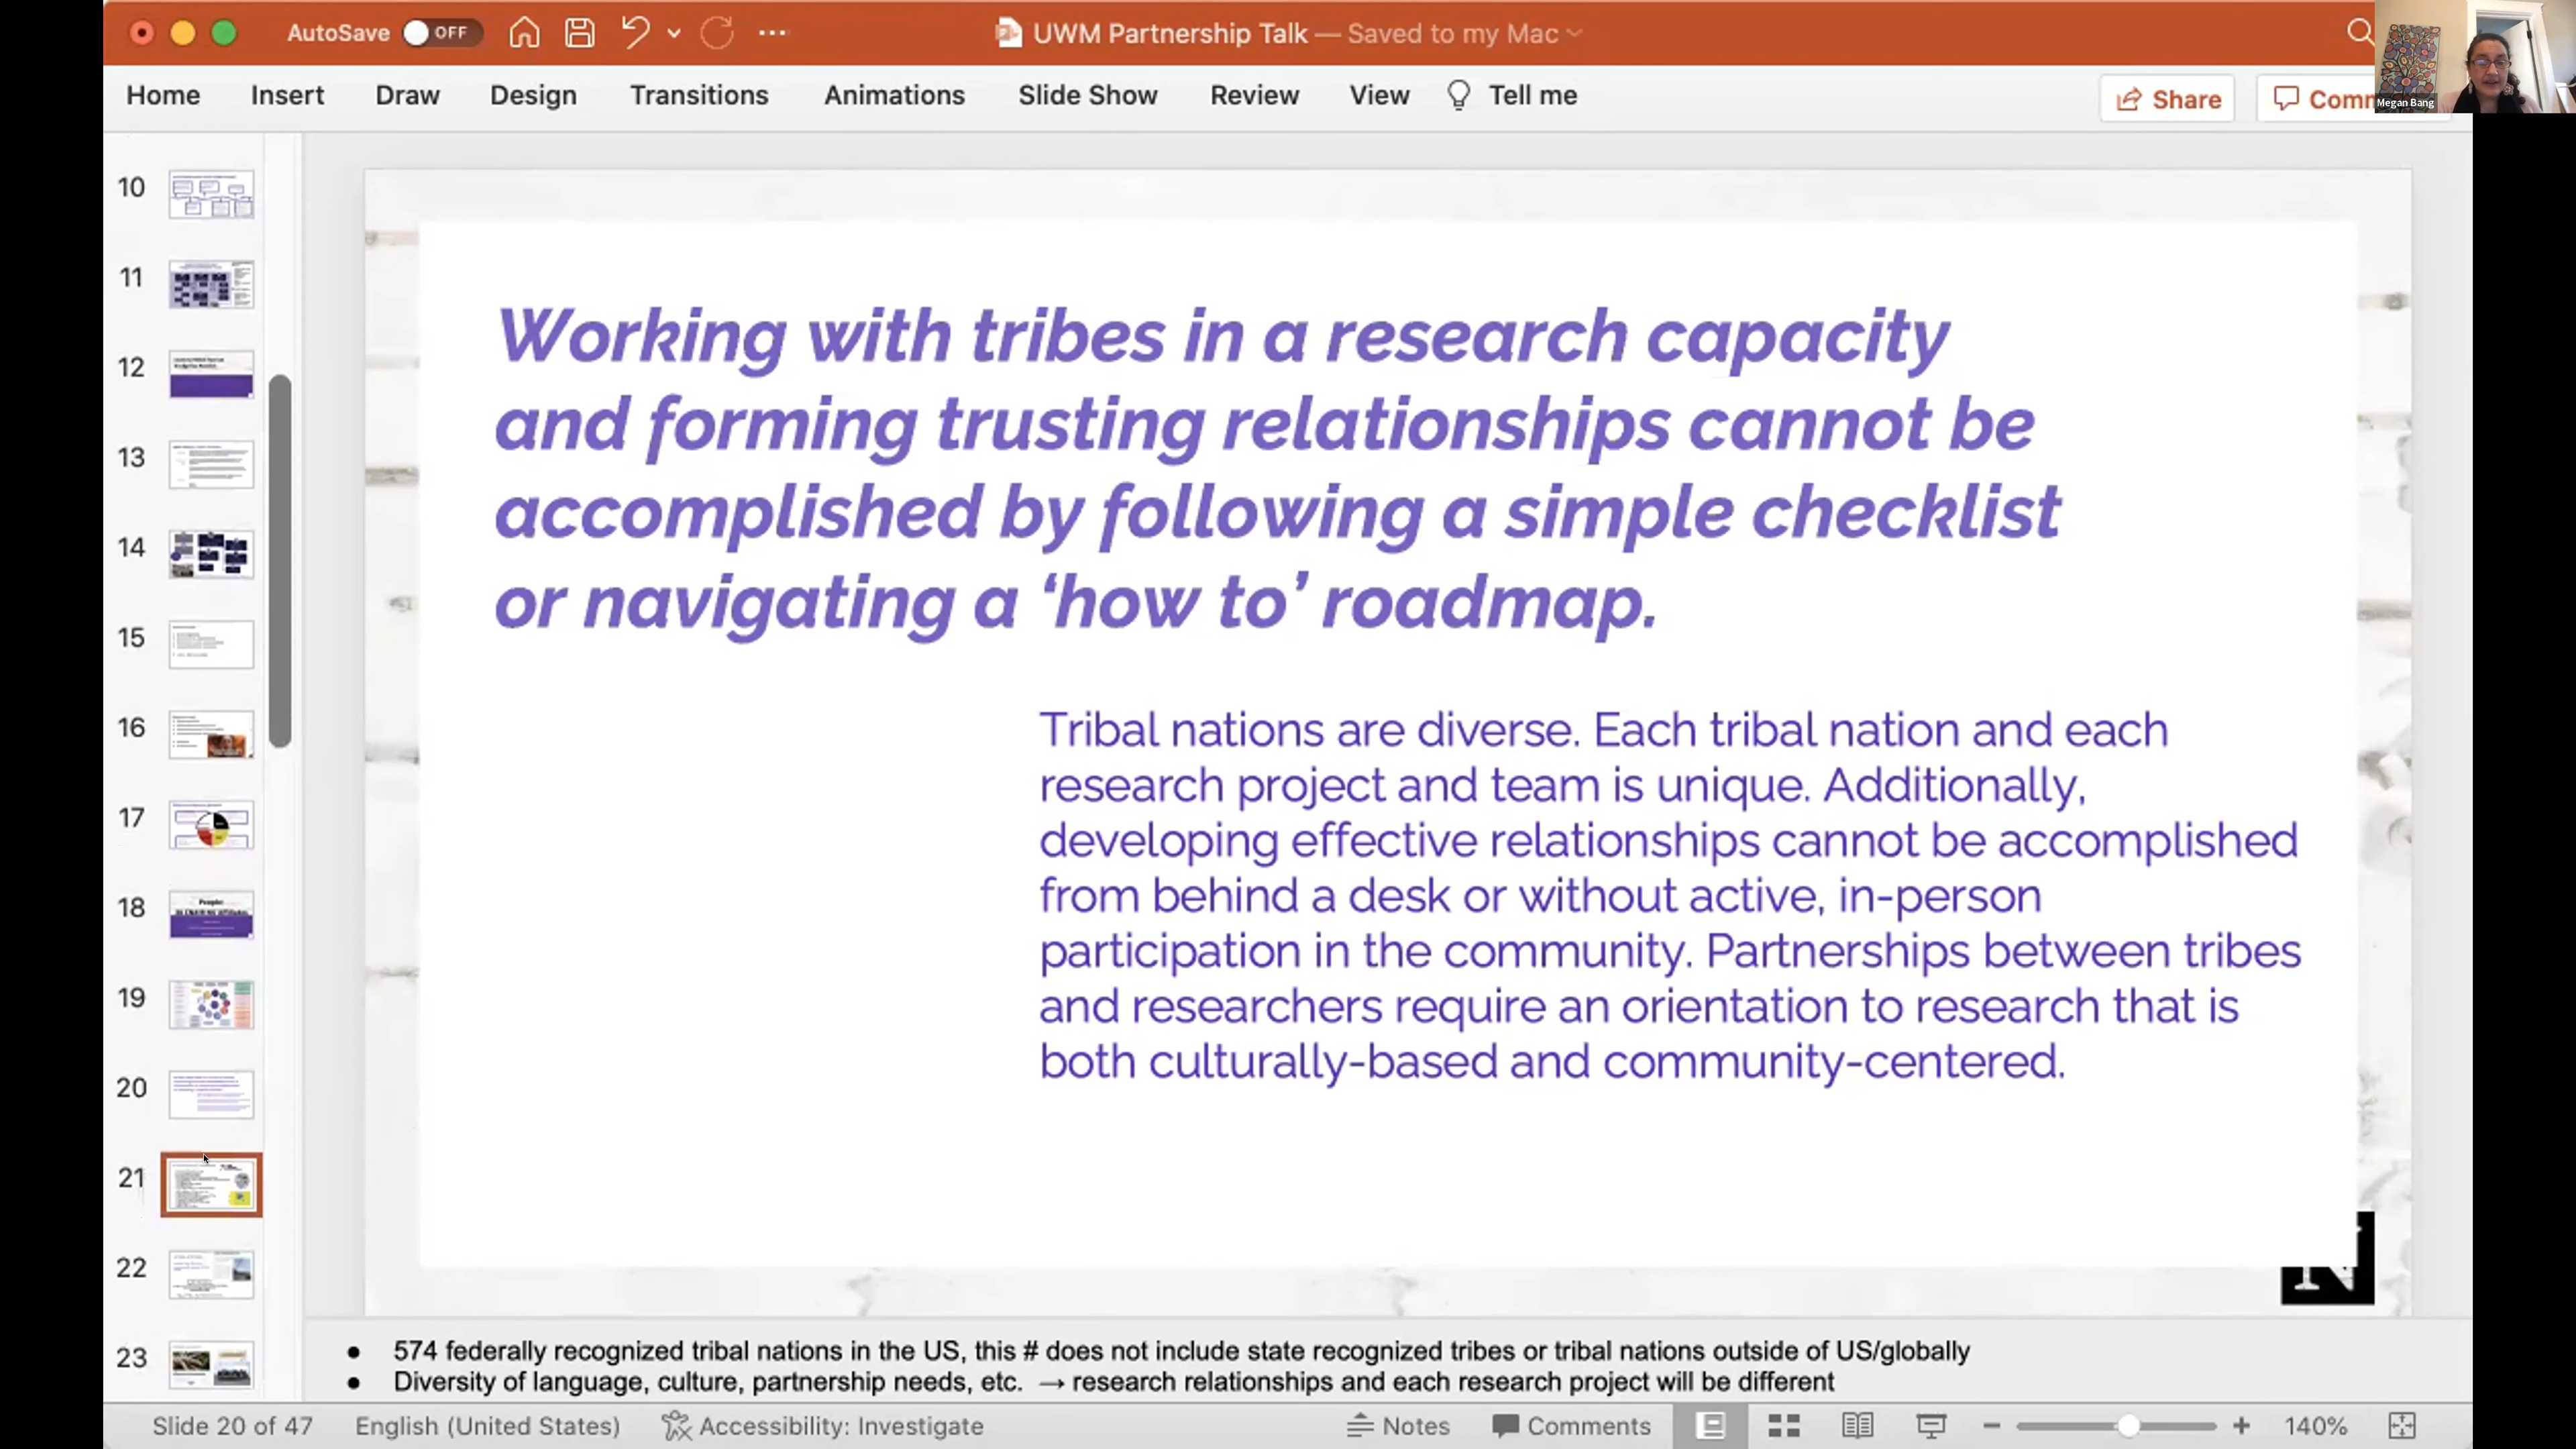 AutoSave OFF ... UWM Partnership Talk — Saved to my Mac
Home Insert Draw Design Transitions Animations Slide Show Review View Tell me Share Comm
Megan Bang
10
11
12
13
14
15
16
17
18
19
20
21
22
23
Working with tribes in a research capacity
and forming trusting relationships cannot be
accomplished by following a simple checklist
or navigating a ‘how to’ roadmap.
Tribal nations are diverse. Each tribal nation and each
research project and team is unique. Additionally,
developing effective relationships cannot be accomplished
from behind a desk or without active, in-person
participation in the community. Partnerships between tribes
and researchers require an orientation to research that is
both culturally-based and community-centered.
N
● 574 federally recognized tribal nations in the US, this # does not include state recognized tribes or tribal nations outside of US/globally
● Diversity of language, culture, partnership needs, etc. → research relationships and each research project will be different
Slide 20 of 47 English (United States) Accessibility: Investigate Notes Comments − + 140%